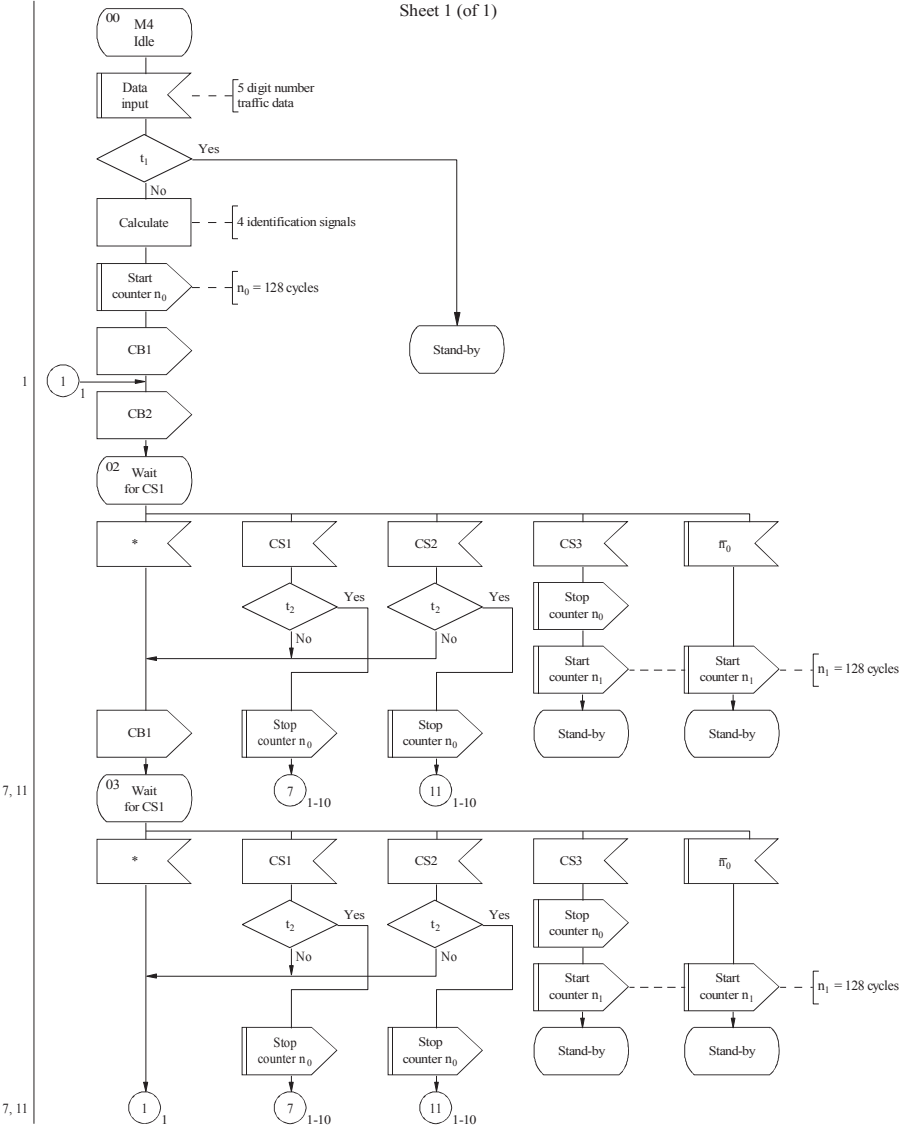 Sheet 1 (of 1)
00 M4
Idle
Data
input
5 digit number
traffic data
t1
Yes
No
Calculate
4 identification signals
Start
counter n0
n0 = 128 cycles
CB1
Stand-by
1
1
1
CB2
02 Wait
for CS1
*
CS1
CS2
CS3
n̅0
t2
Yes
No
t2
Yes
No
Stop
counter n0
Start
counter n1
Start
counter n1
n1 = 128 cycles
CB1
Stop
counter n0
Stop
counter n0
Stand-by
Stand-by
7, 11
03 Wait
for CS1
7
1-10
11
1-10
*
CS1
CS2
CS3
n̅0
t2
Yes
No
t2
Yes
No
Stop
counter n0
Start
counter n1
Start
counter n1
n1 = 128 cycles
Stop
counter n0
Stop
counter n0
Stand-by
Stand-by
7, 11
1
1
7
1-10
11
1-10